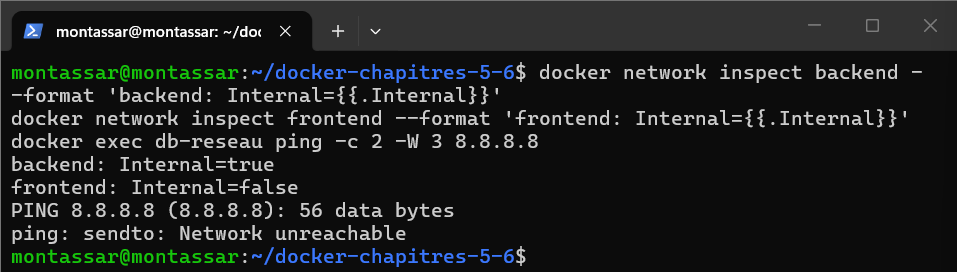 montassar@montassar: ~/doc
montassar@montassar:~/docker-chapitres-5-6$ docker network inspect backend -
-format 'backend: Internal={{.Internal}}'
docker network inspect frontend --format 'frontend: Internal={{.Internal}}'
docker exec db-reseau ping -c 2 -W 3 8.8.8.8
backend: Internal=true
frontend: Internal=false
PING 8.8.8.8 (8.8.8.8): 56 data bytes
ping: sendto: Network unreachable
montassar@montassar:~/docker-chapitres-5-6$